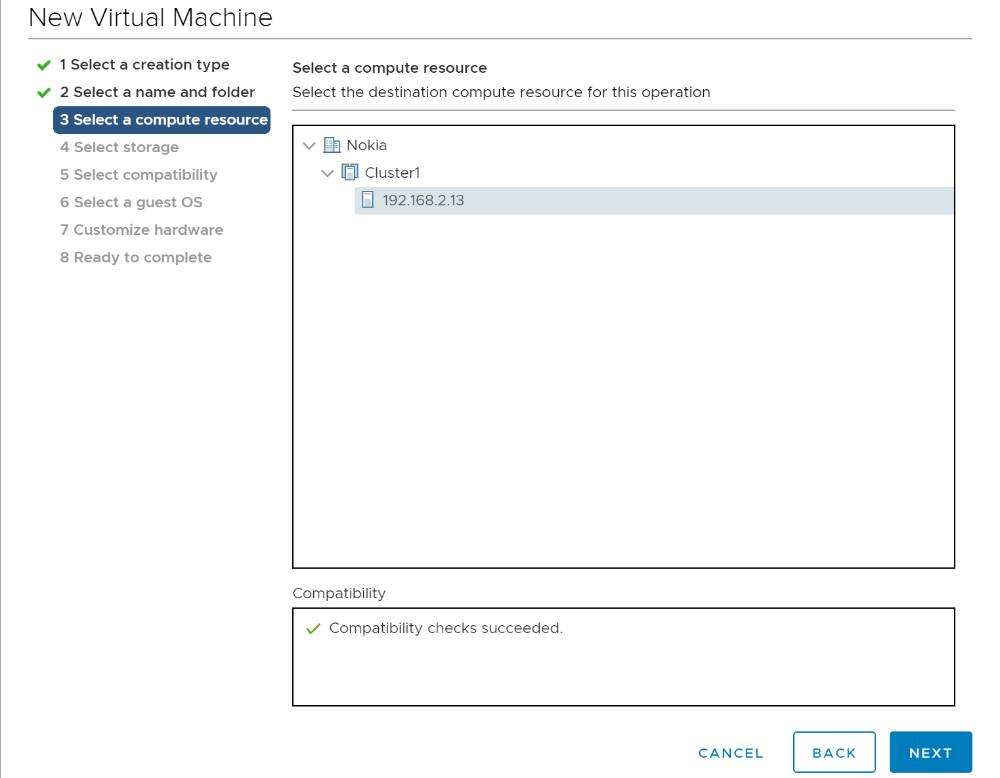 New Virtual Machine
1 Select a creation type
2 Select a name and folder
3 Select a compute resource
4 Select storage
5 Select compatibility
6 Select a guest OS
7 Customize hardware
8 Ready to complete
Select a compute resource
Select the destination compute resource for this operation
Nokia
Cluster1
192.168.2.13
Compatibility
Compatibility checks succeeded.
CANCEL
BACK
NEXT